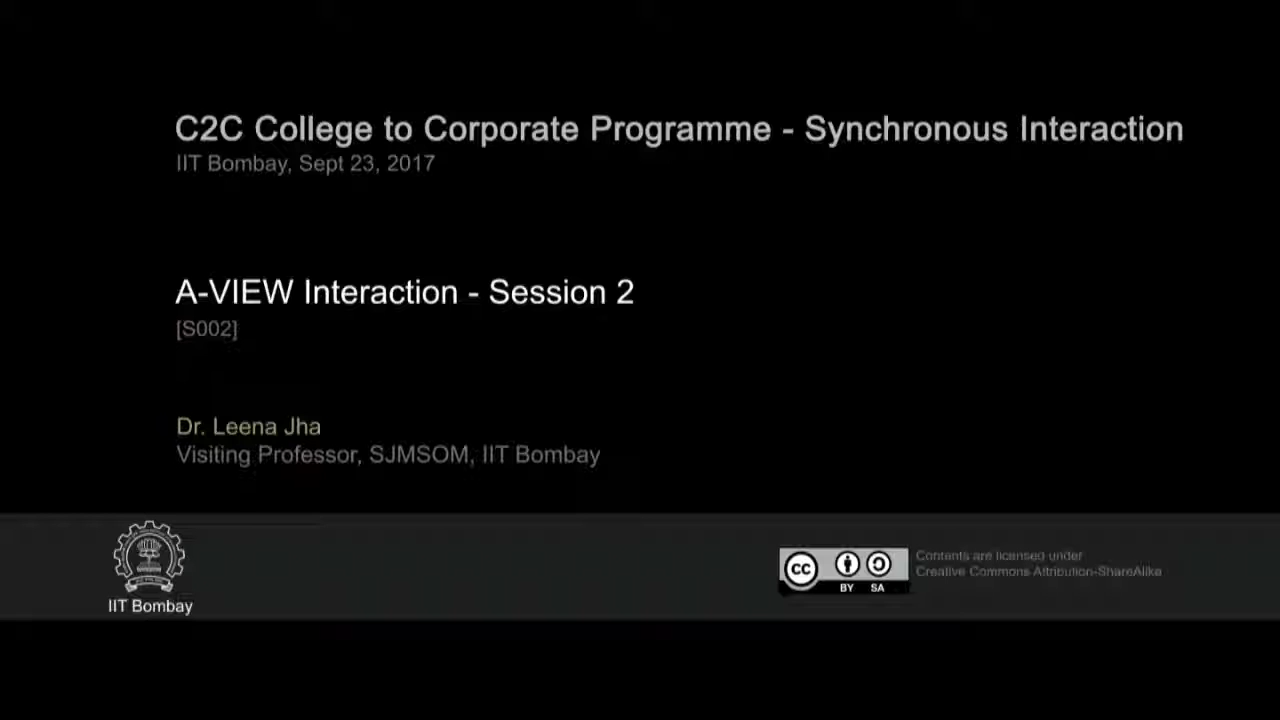 C2C College to Corporate Programme - Synchronous Interaction
IIT Bombay, Sept 23, 2017
A-VIEW Interaction - Session 2
[S002]
Dr. Leena Jha
Visiting Professor, SJMSOM, IIT Bombay
IIT Bombay
cc
BY SA
Contents are licensed under
Creative Commons Attribution-ShareAlike